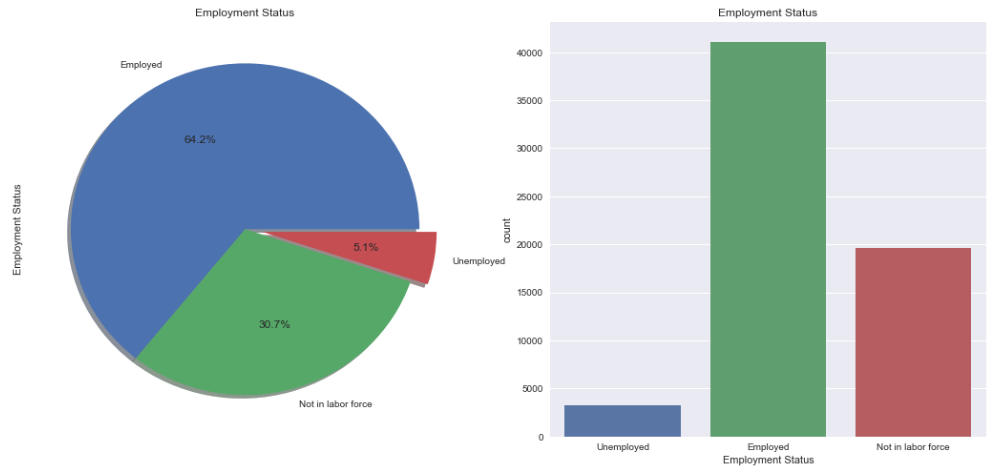 Employment Status
Employed
64.2%
Employment Status
5.1%
Unemployed
30.7%
Not in labor force
Employment Status
40000
35000
30000
25000
20000
15000
10000
5000
0
count
Unemployed Employed Not in labor force
Employment Status